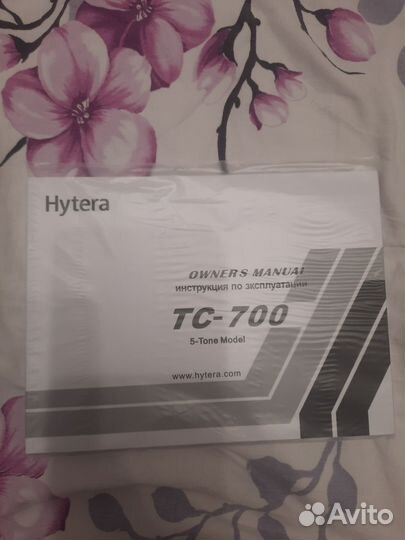 Hytera
OWNERS MANUAL
инструкция по эксплуатации
TC-700
5-Tone Model
www.hytera.com
Avito